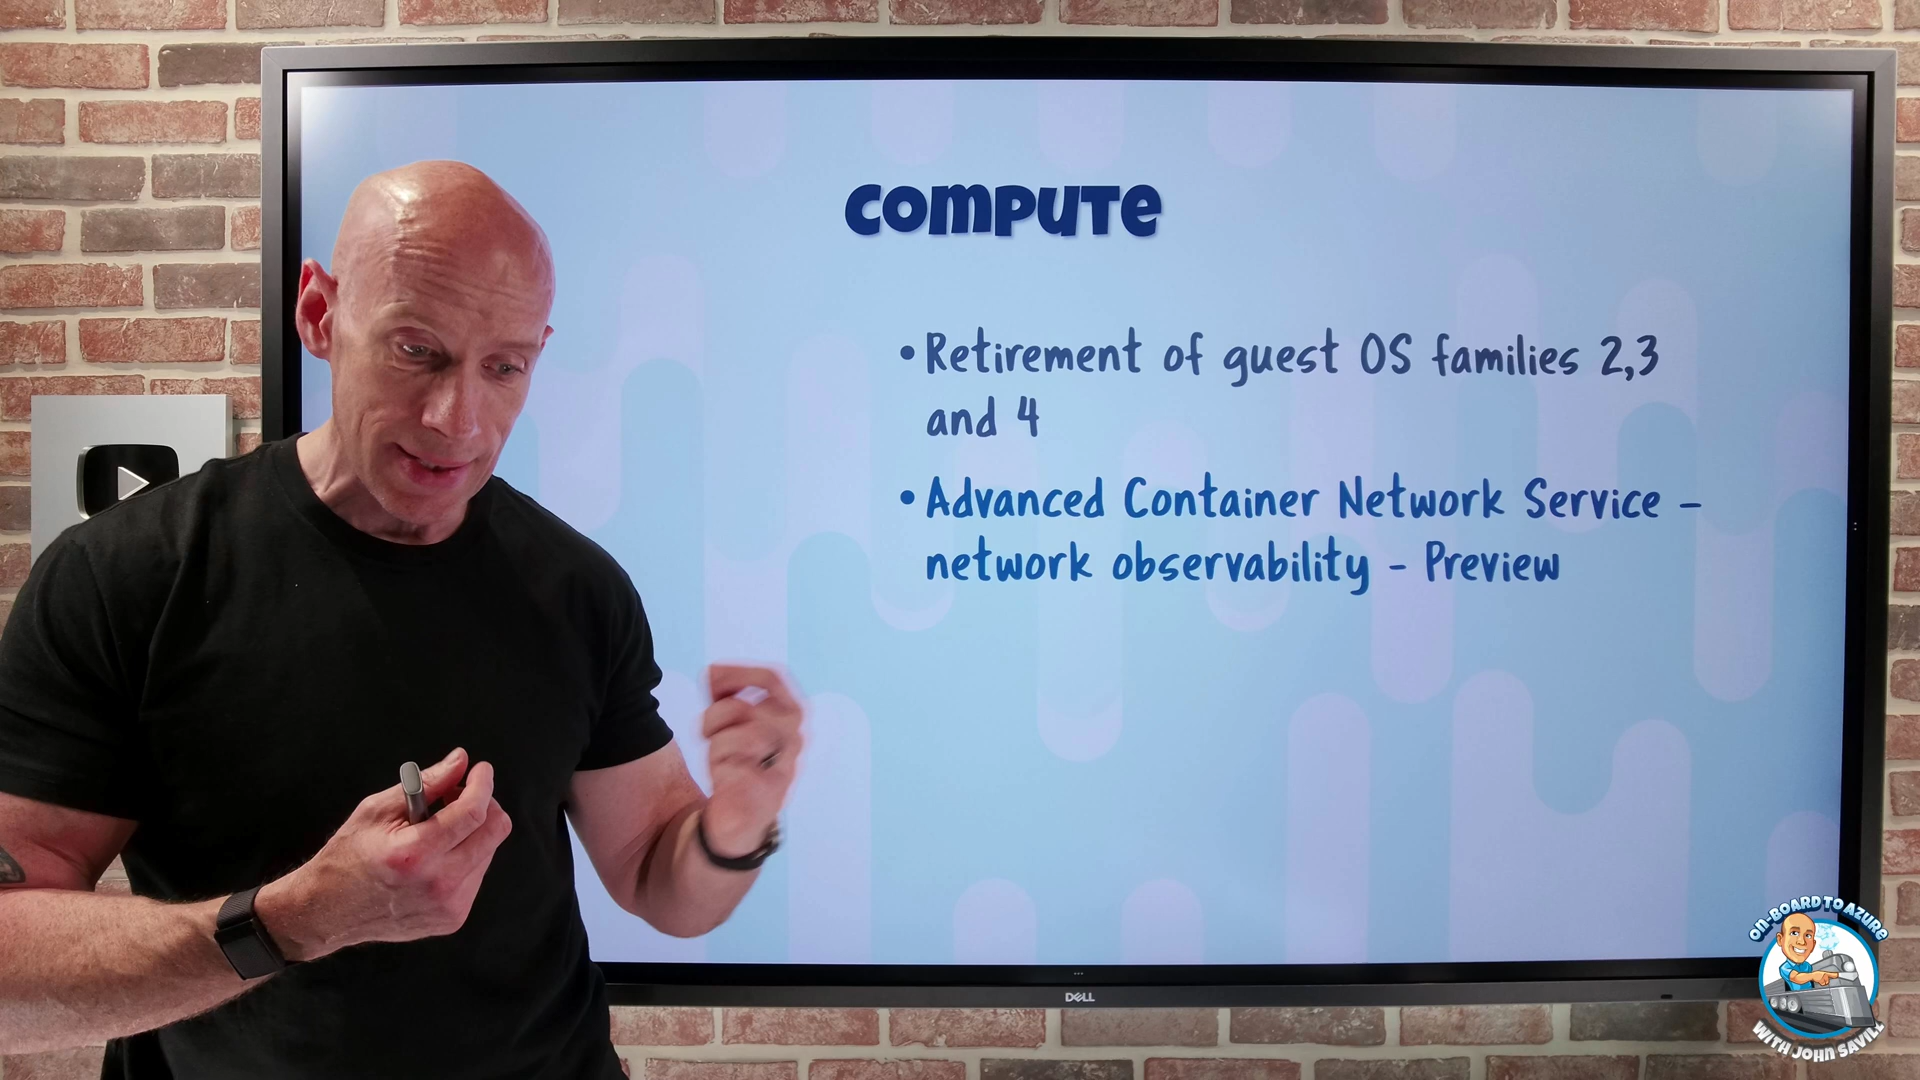 COMPUTE
• Retirement of guest OS families 2,3
and 4
• Advanced Container Network Service -
network observability - Preview
DELL
ON-BOARD TO AZURE
WITH JOHN SAVILL